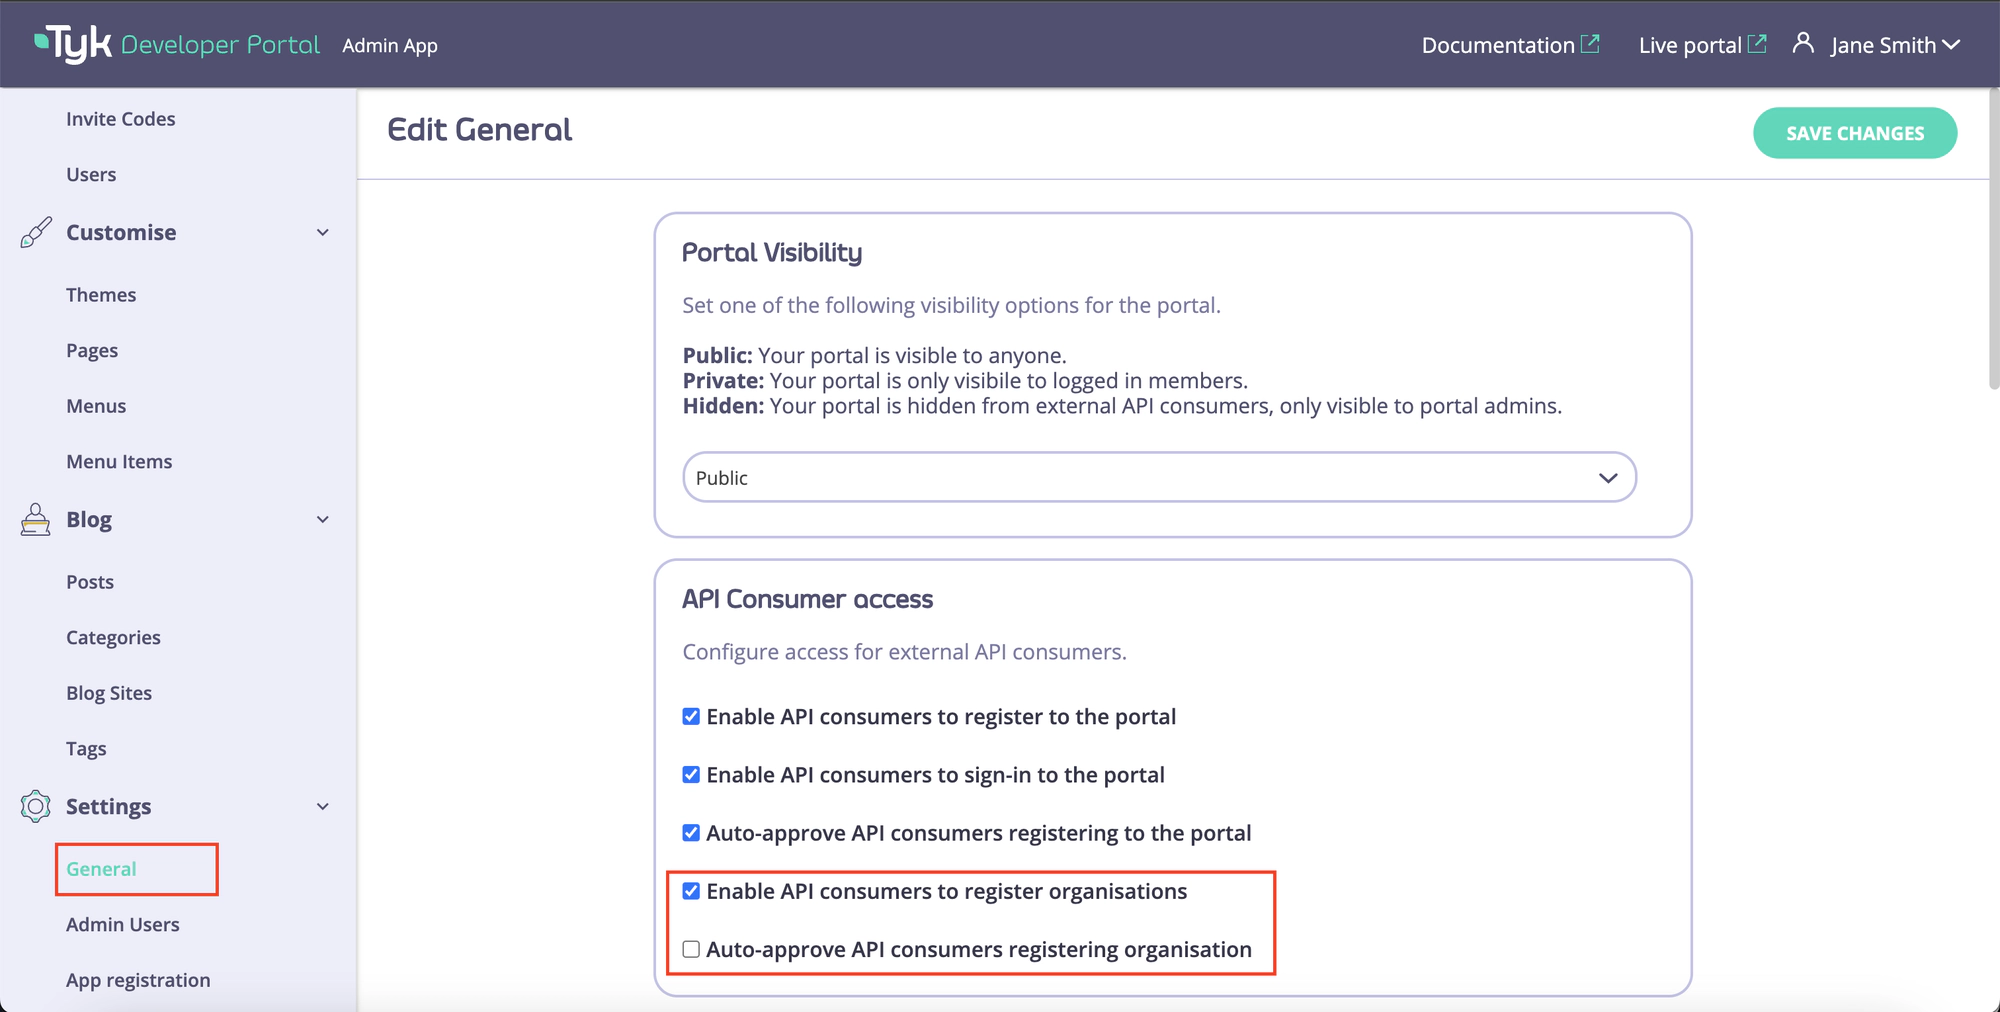 Tyk Developer Portal Admin App
Documentation
Live portal
Jane Smith
Invite Codes
Users
Customise
Themes
Pages
Menus
Menu Items
Blog
Posts
Categories
Blog Sites
Tags
Settings
General
Admin Users
App registration
Edit General
SAVE CHANGES
Portal Visibility
Set one of the following visibility options for the portal.
Public: Your portal is visible to anyone.
Private: Your portal is only visibile to logged in members.
Hidden: Your portal is hidden from external API consumers, only visible to portal admins.
Public
API Consumer access
Configure access for external API consumers.
Enable API consumers to register to the portal
Enable API consumers to sign-in to the portal
Auto-approve API consumers registering to the portal
Enable API consumers to register organisations
Auto-approve API consumers registering organisation